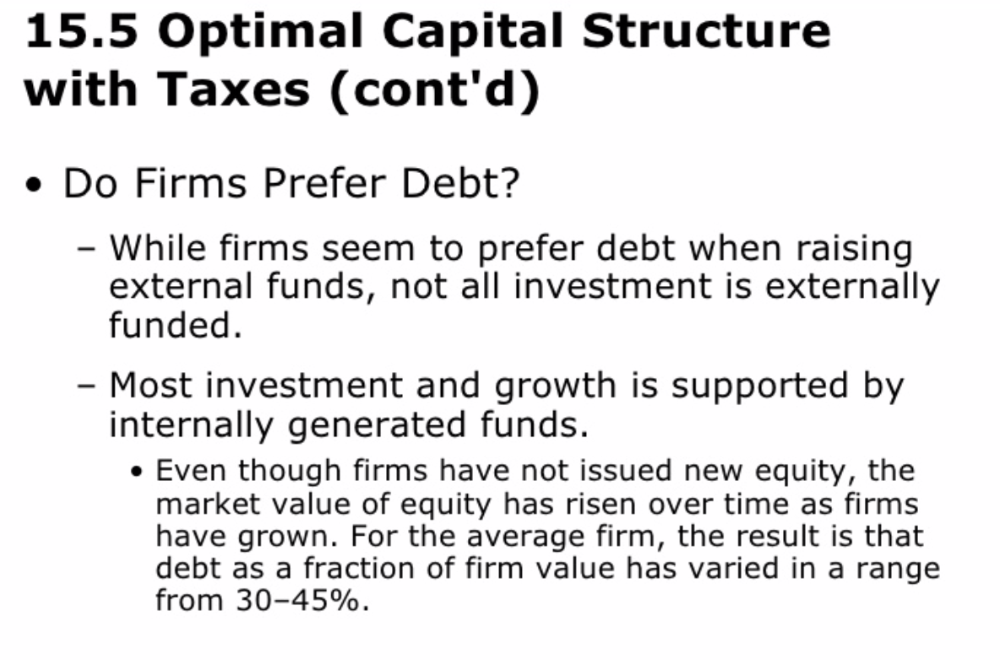 15.5 Optimal Capital Structure
with Taxes (cont'd)
• Do Firms Prefer Debt?
– While firms seem to prefer debt when raising
external funds, not all investment is externally
funded.
– Most investment and growth is supported by
internally generated funds.
• Even though firms have not issued new equity, the
market value of equity has risen over time as firms
have grown. For the average firm, the result is that
debt as a fraction of firm value has varied in a range
from 30–45%.